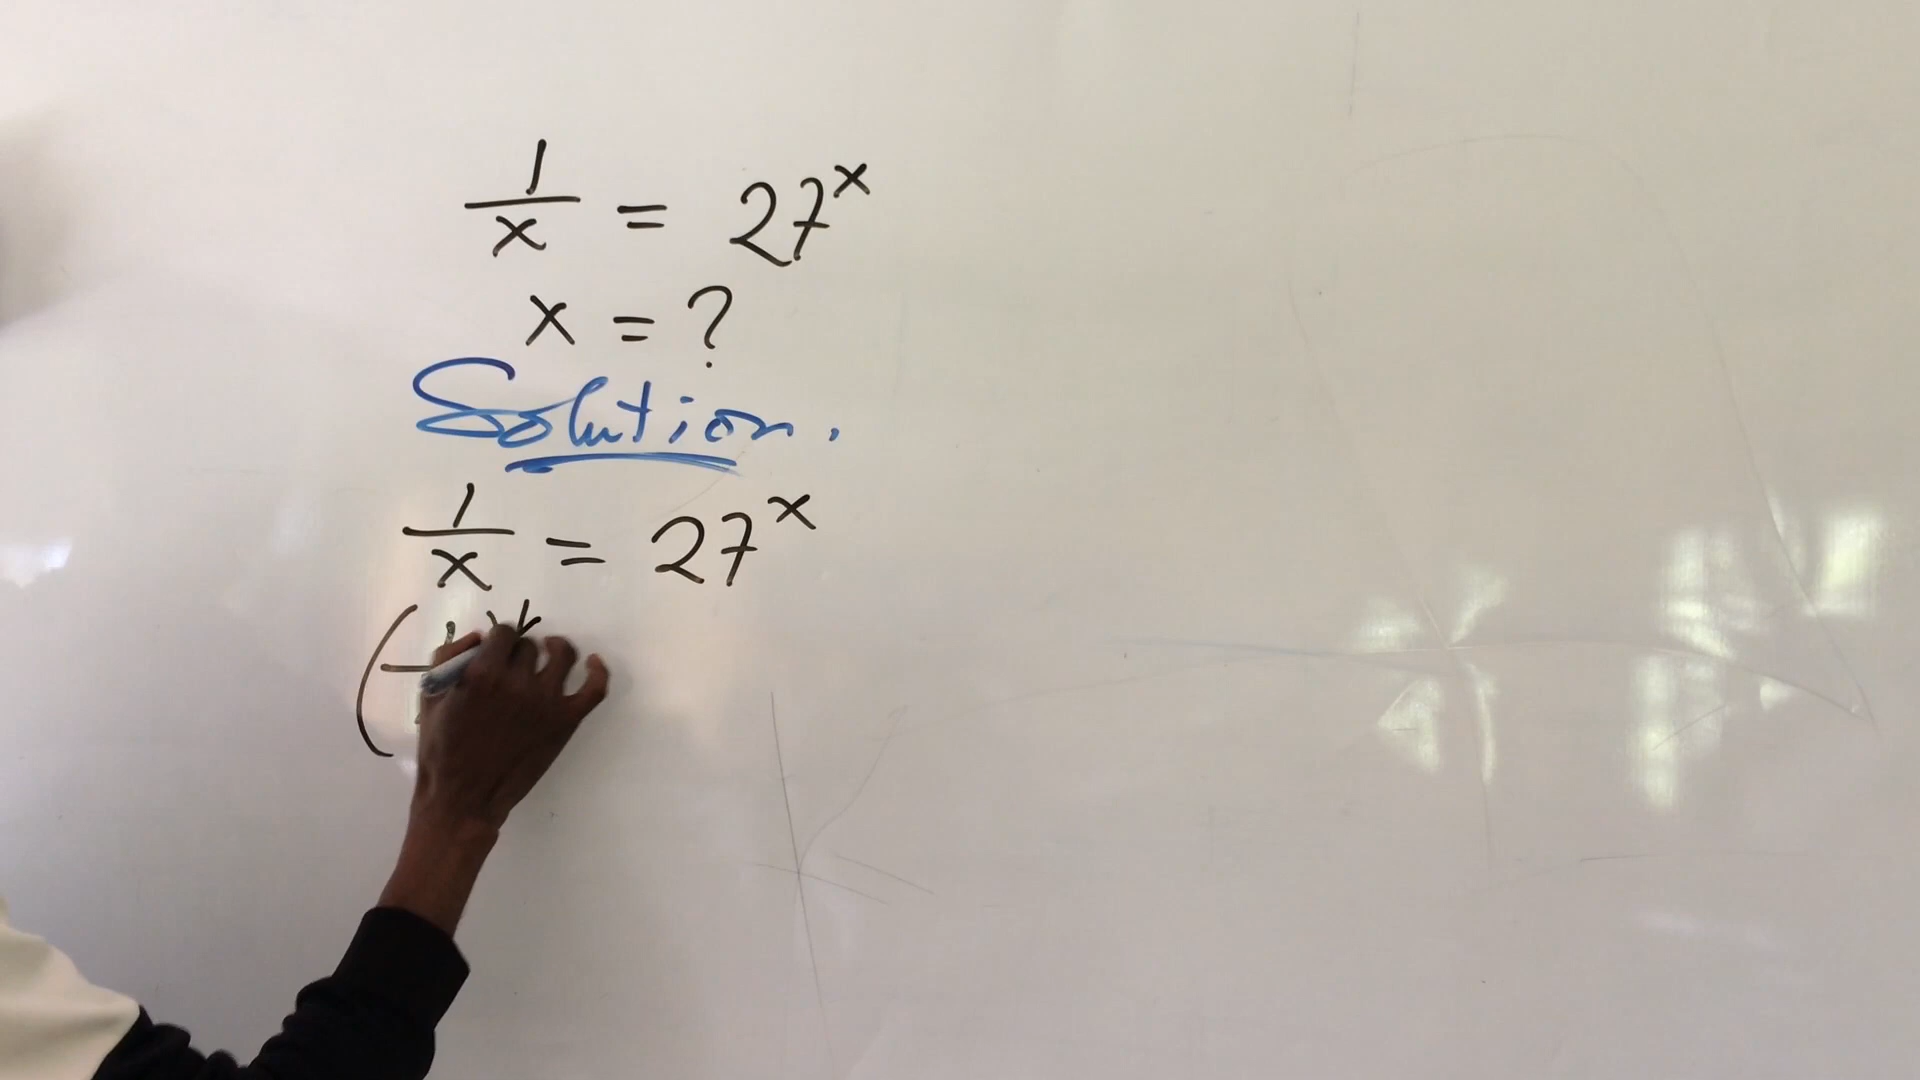 1/x = 27^x
x = ?
Solution.
1/x = 27^x
(